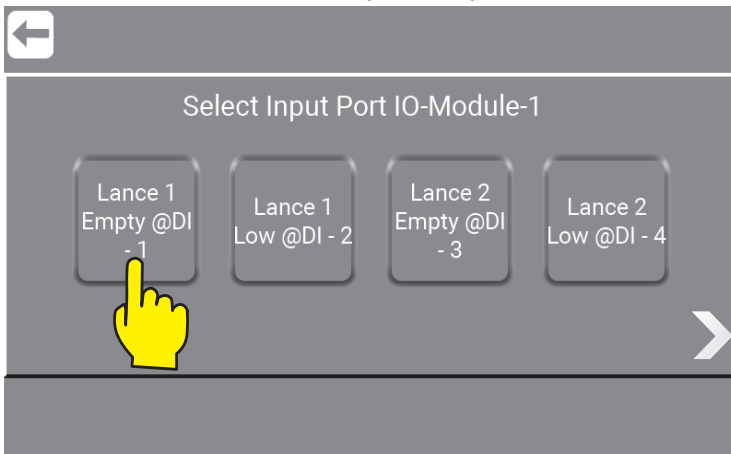 Select Input Port IO-Module-1
Lance 1
Empty @DI
- 1
Lance 1
Low @DI - 2
Lance 2
Empty @DI
- 3
Lance 2
Low @DI - 4